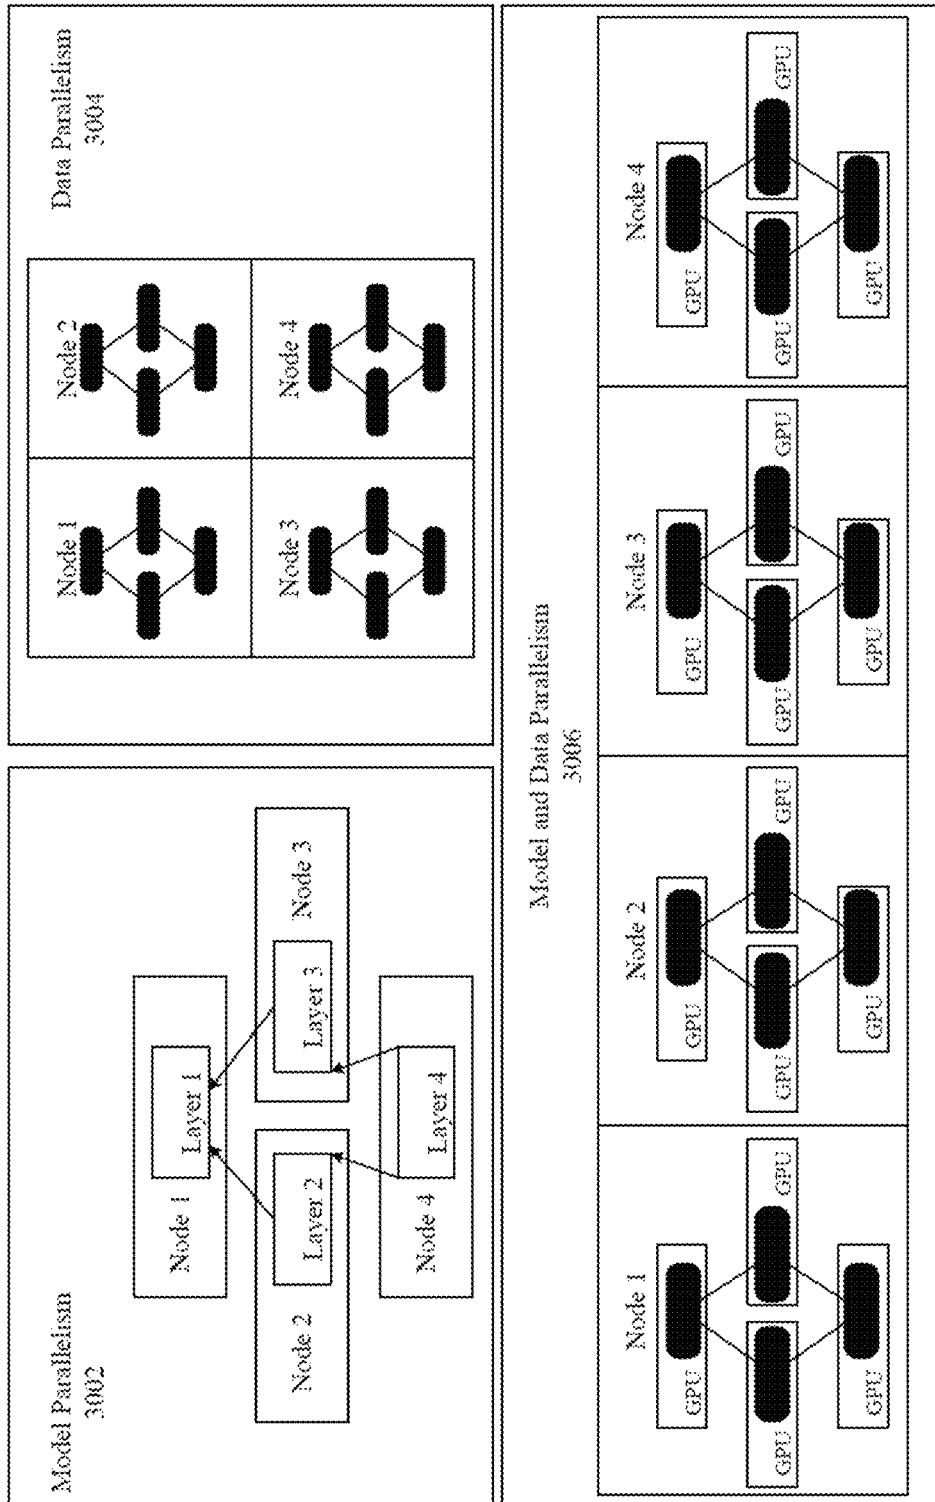 Model Parallelism
3002
Node 1
Layer 1
Node 2
Layer 2
Layer 3
Node 3
Node 4
Layer 4
Data Parallelism
3004
Node 1
Node 2
Node 3
Node 4
Model and Data Parallelism
3006
Node 1
GPU
GPU
GPU
GPU
Node 2
GPU
GPU
GPU
GPU
Node 3
GPU
GPU
GPU
GPU
Node 4
GPU
GPU
GPU
GPU